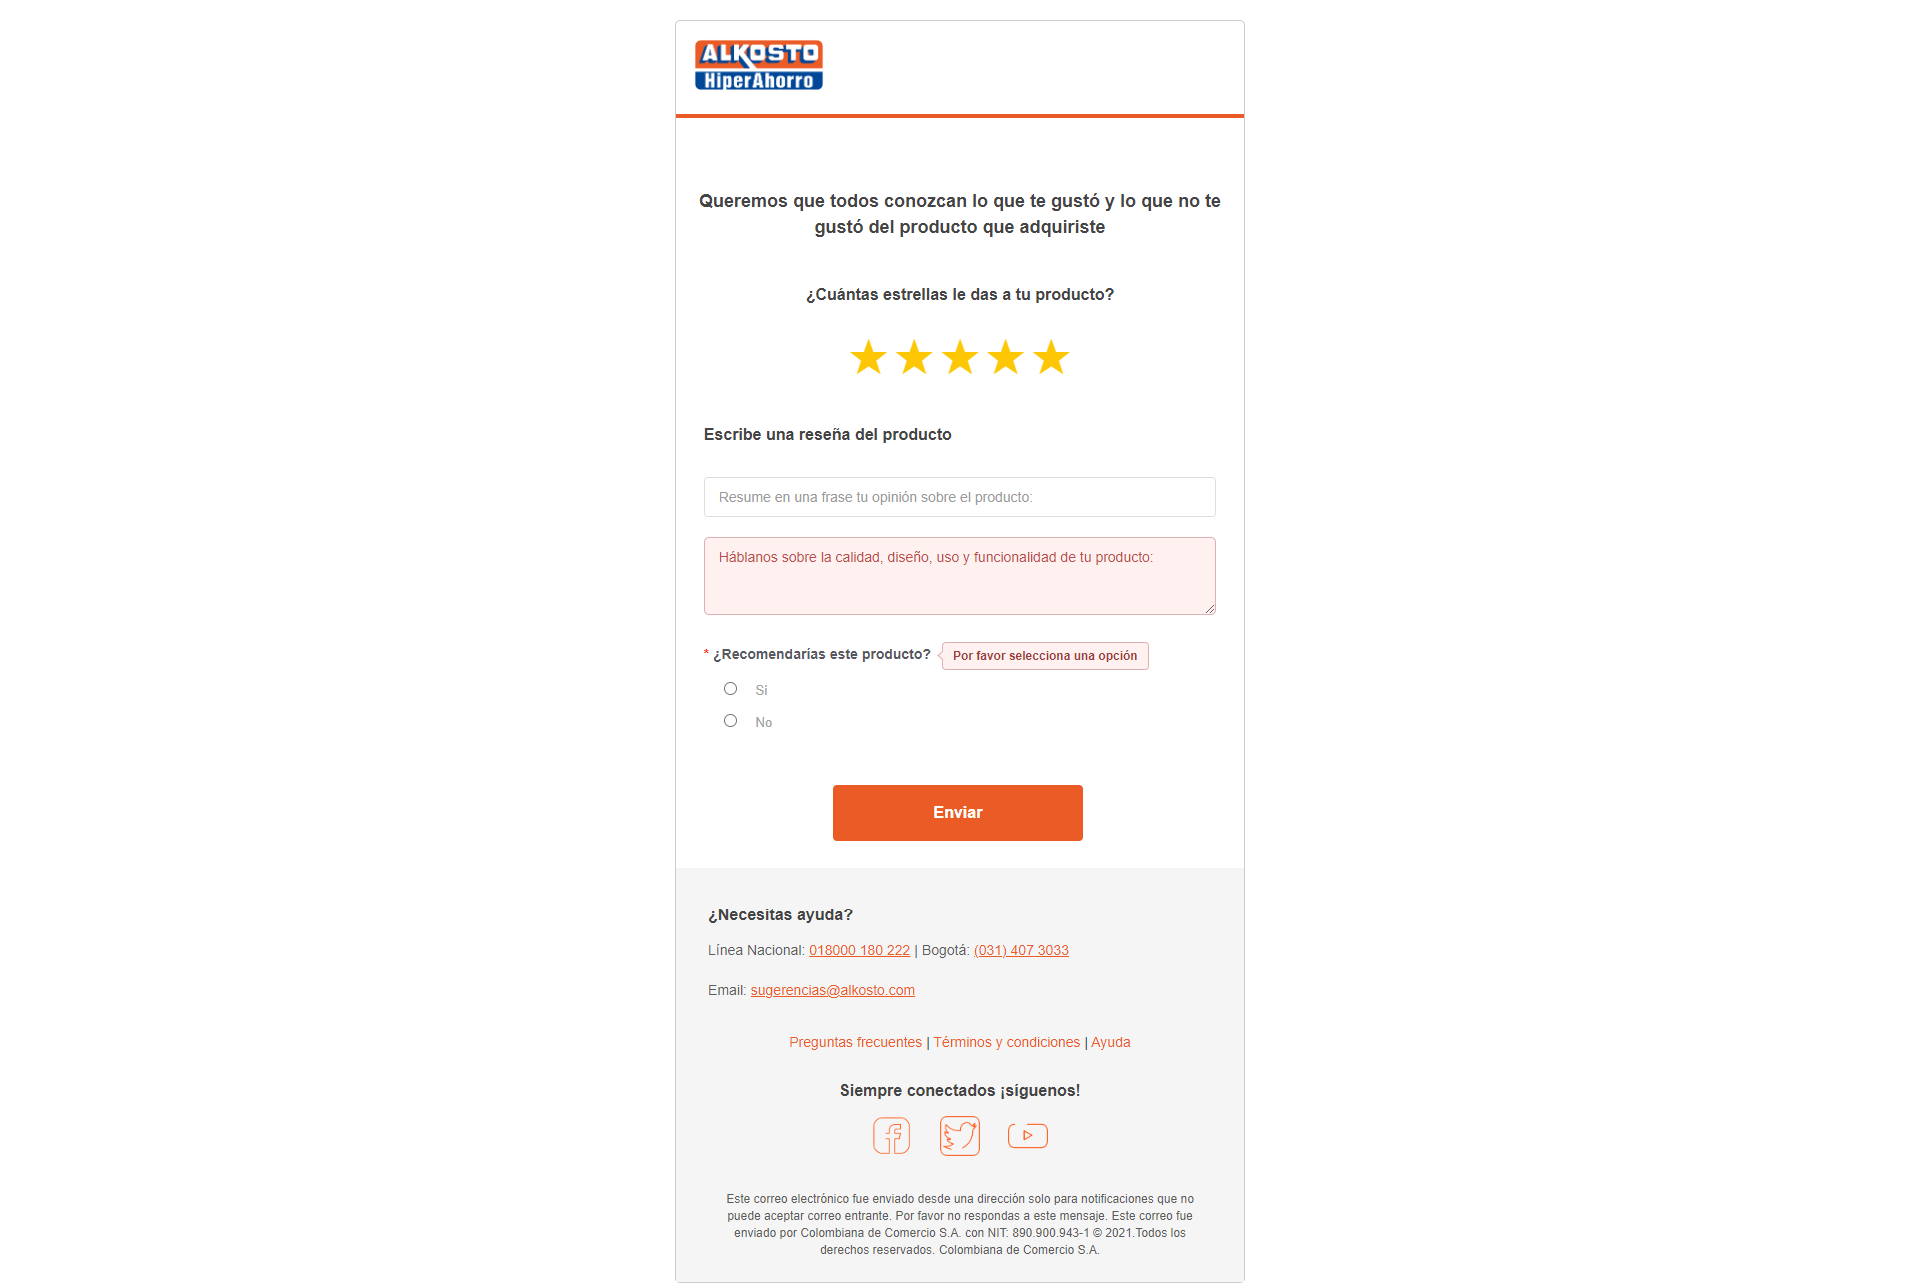 ALKOSTO
HiperAhorro
Queremos que todos conozcan lo que te gustó y lo que no te
gustó del producto que adquiriste
¿Cuántas estrellas le das a tu producto?
Escribe una reseña del producto
Resume en una frase tu opinión sobre el producto:
Háblanos sobre la calidad, diseño, uso y funcionalidad de tu producto:
* ¿Recomendarías este producto? Por favor selecciona una opción
Si
No
Enviar
¿Necesitas ayuda?
Línea Nacional: 018000 180 222 | Bogotá: (031) 407 3033
Email: sugerencias@alkosto.com
Preguntas frecuentes | Términos y condiciones | Ayuda
Siempre conectados ¡síguenos!
Este correo electrónico fue enviado desde una dirección solo para notificaciones que no
puede aceptar correo entrante. Por favor no respondas a este mensaje. Este correo fue
enviado por Colombiana de Comercio S.A. con NIT: 890.900.943-1 © 2021.Todos los
derechos reservados. Colombiana de Comercio S.A.